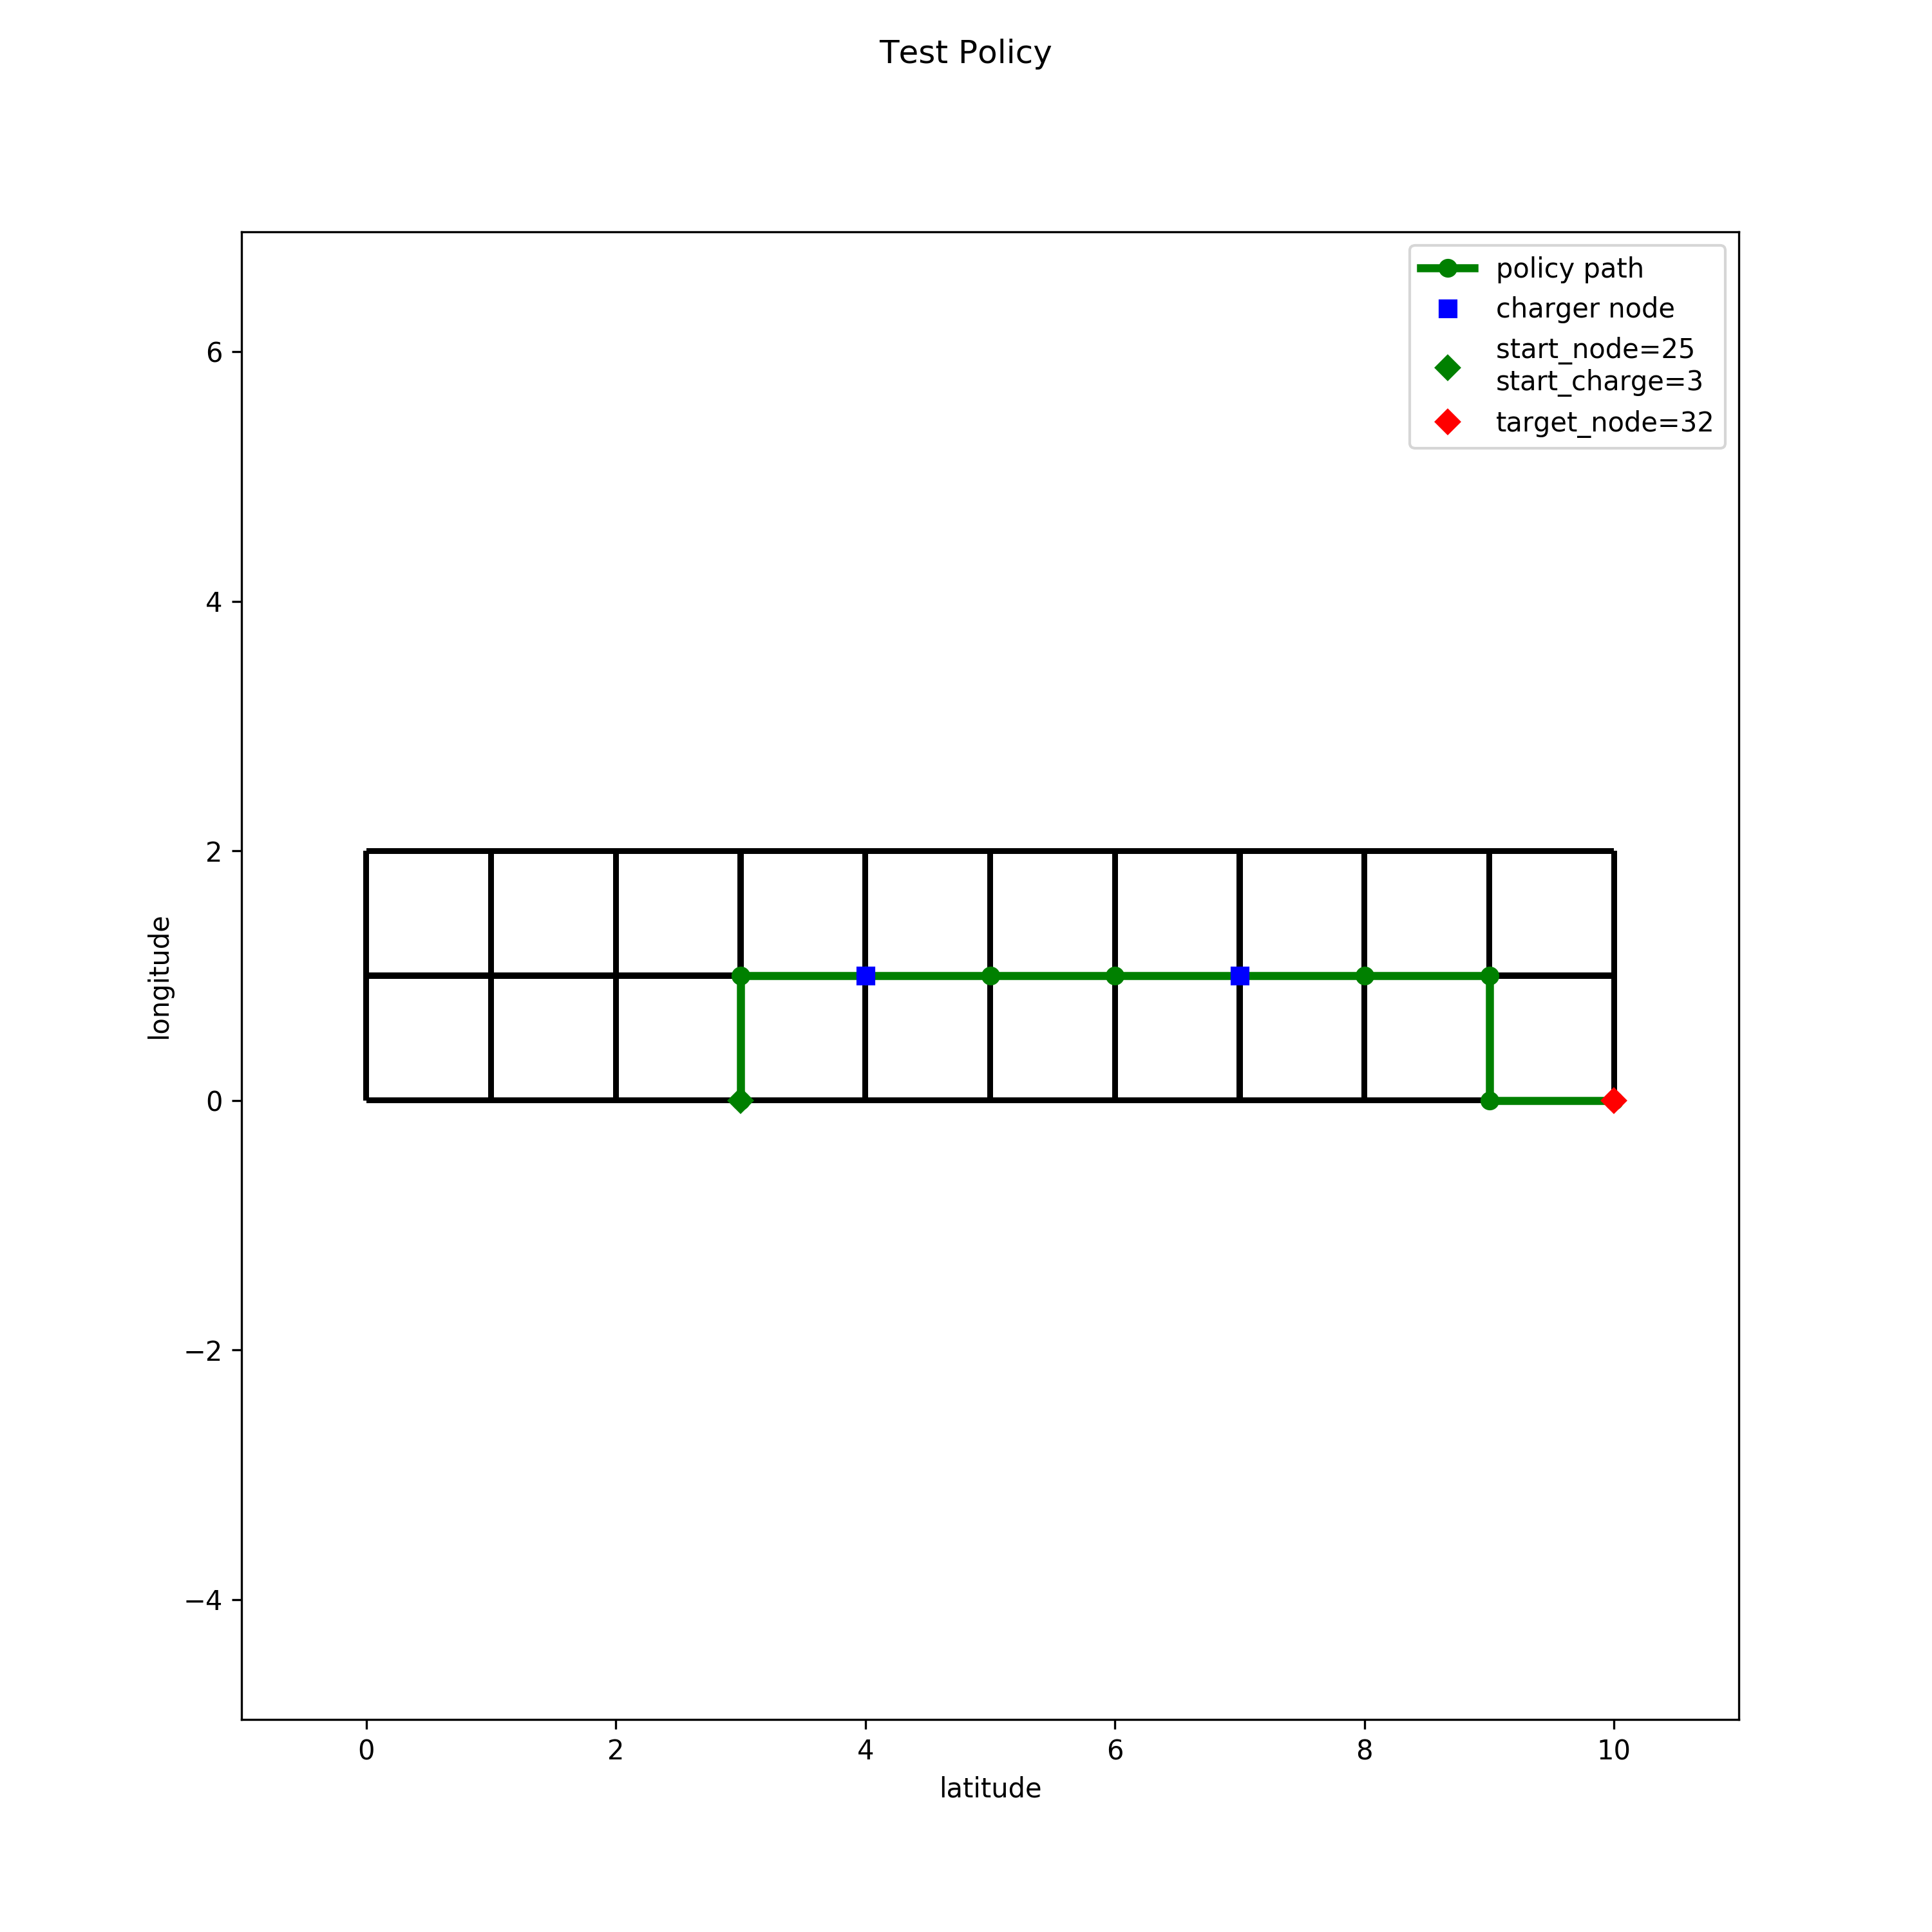 Test Policy
policy path
charger node
start_node=25
start_charge=3
target_node=32
6
4
2
0
−2
−4
longitude
0
2
4
6
8
10
latitude